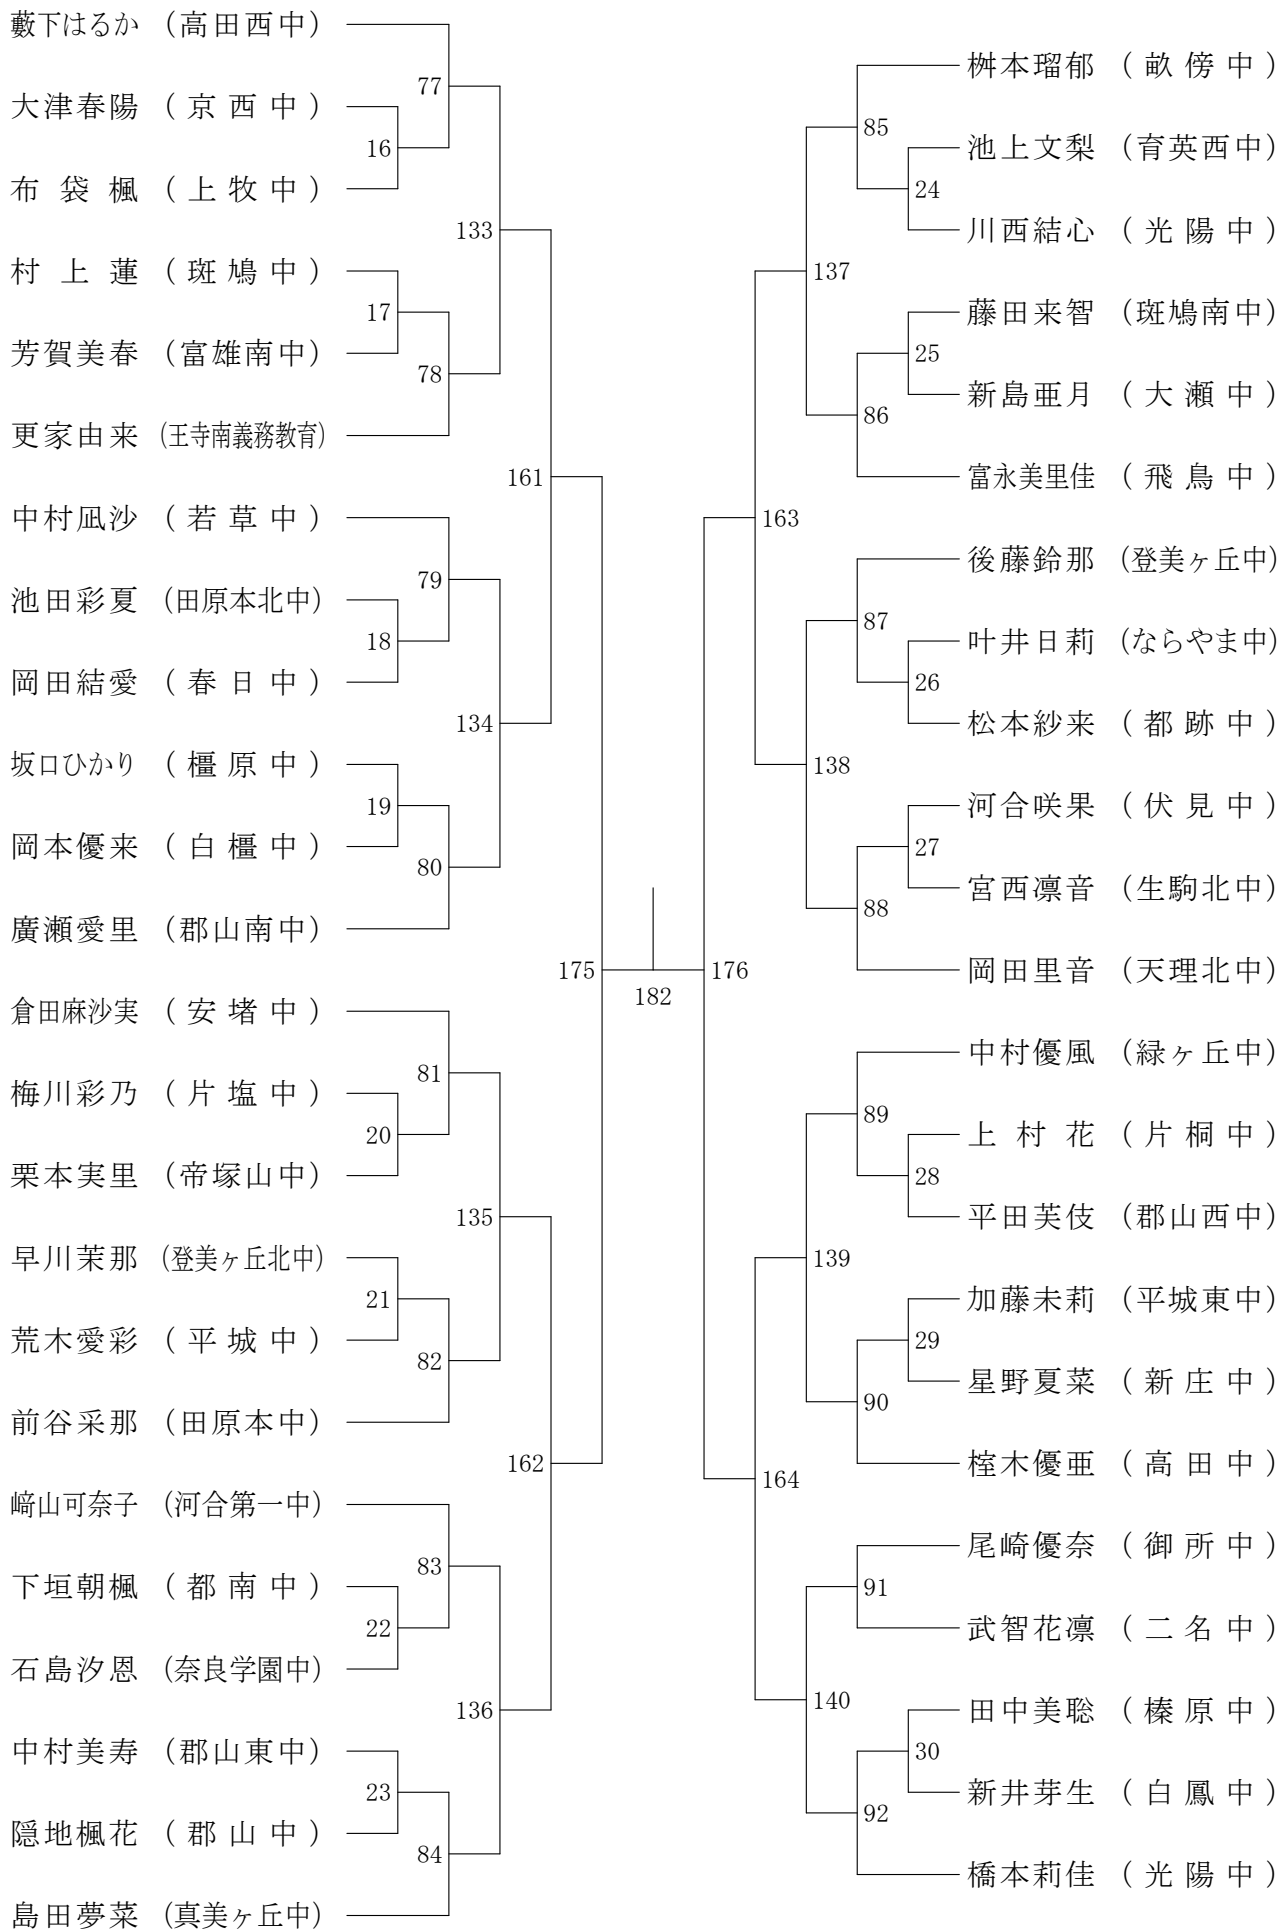 藪下はるか (高田西中)
77
大津春陽 (京西中)
16
布袋楓 (上牧中)
133
村上蓮 (斑鳩中)
17
芳賀美春 (富雄南中)
78
更家由来 (王寺南義務教育)
161
中村凪沙 (若草中)
79
池田彩夏 (田原本北中)
18
岡田結愛 (春日中)
134
坂口ひかり (橿原中)
19
岡本優来 (白橿中)
80
廣瀬愛里 (郡山南中)
175
倉田麻沙実 (安堵中)
81
梅川彩乃 (片塩中)
20
栗本実里 (帝塚山中)
135
早川茉那 (登美ヶ丘北中)
21
荒木愛彩 (平城中)
82
前谷采那 (田原本中)
162
﨑山可奈子 (河合第一中)
83
下垣朝楓 (都南中)
22
石島汐恩 (奈良学園中)
136
中村美寿 (郡山東中)
23
隠地楓花 (郡山中)
84
島田夢菜 (真美ヶ丘中)
182
桝本瑠郁 (畝傍中)
85
池上文梨 (育英西中)
24
川西結心 (光陽中)
137
藤田来智 (斑鳩南中)
25
新島亜月 (大瀬中)
86
富永美里佳 (飛鳥中)
163
後藤鈴那 (登美ヶ丘中)
87
叶井日莉 (ならやま中)
26
松本紗来 (都跡中)
138
河合咲果 (伏見中)
27
宮西凛音 (生駒北中)
88
岡田里音 (天理北中)
176
中村優風 (緑ヶ丘中)
89
上村花 (片桐中)
28
平田芙伎 (郡山西中)
139
加藤未莉 (平城東中)
29
星野夏菜 (新庄中)
90
榁木優亜 (高田中)
164
尾崎優奈 (御所中)
91
武智花凛 (二名中)
140
田中美聡 (榛原中)
30
新井芽生 (白鳳中)
92
橋本莉佳 (光陽中)